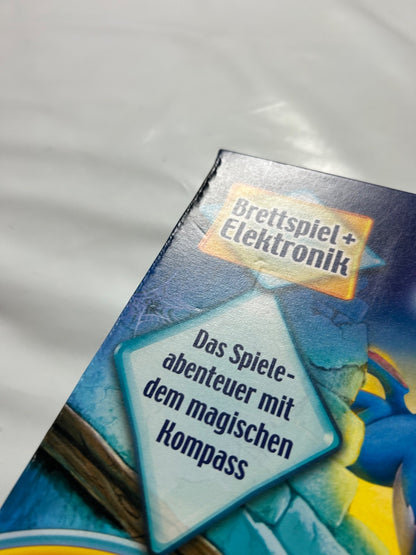 Brettspiel +
Elektronik
Das Spiele-
abenteuer mit
dem magischen
Kompass